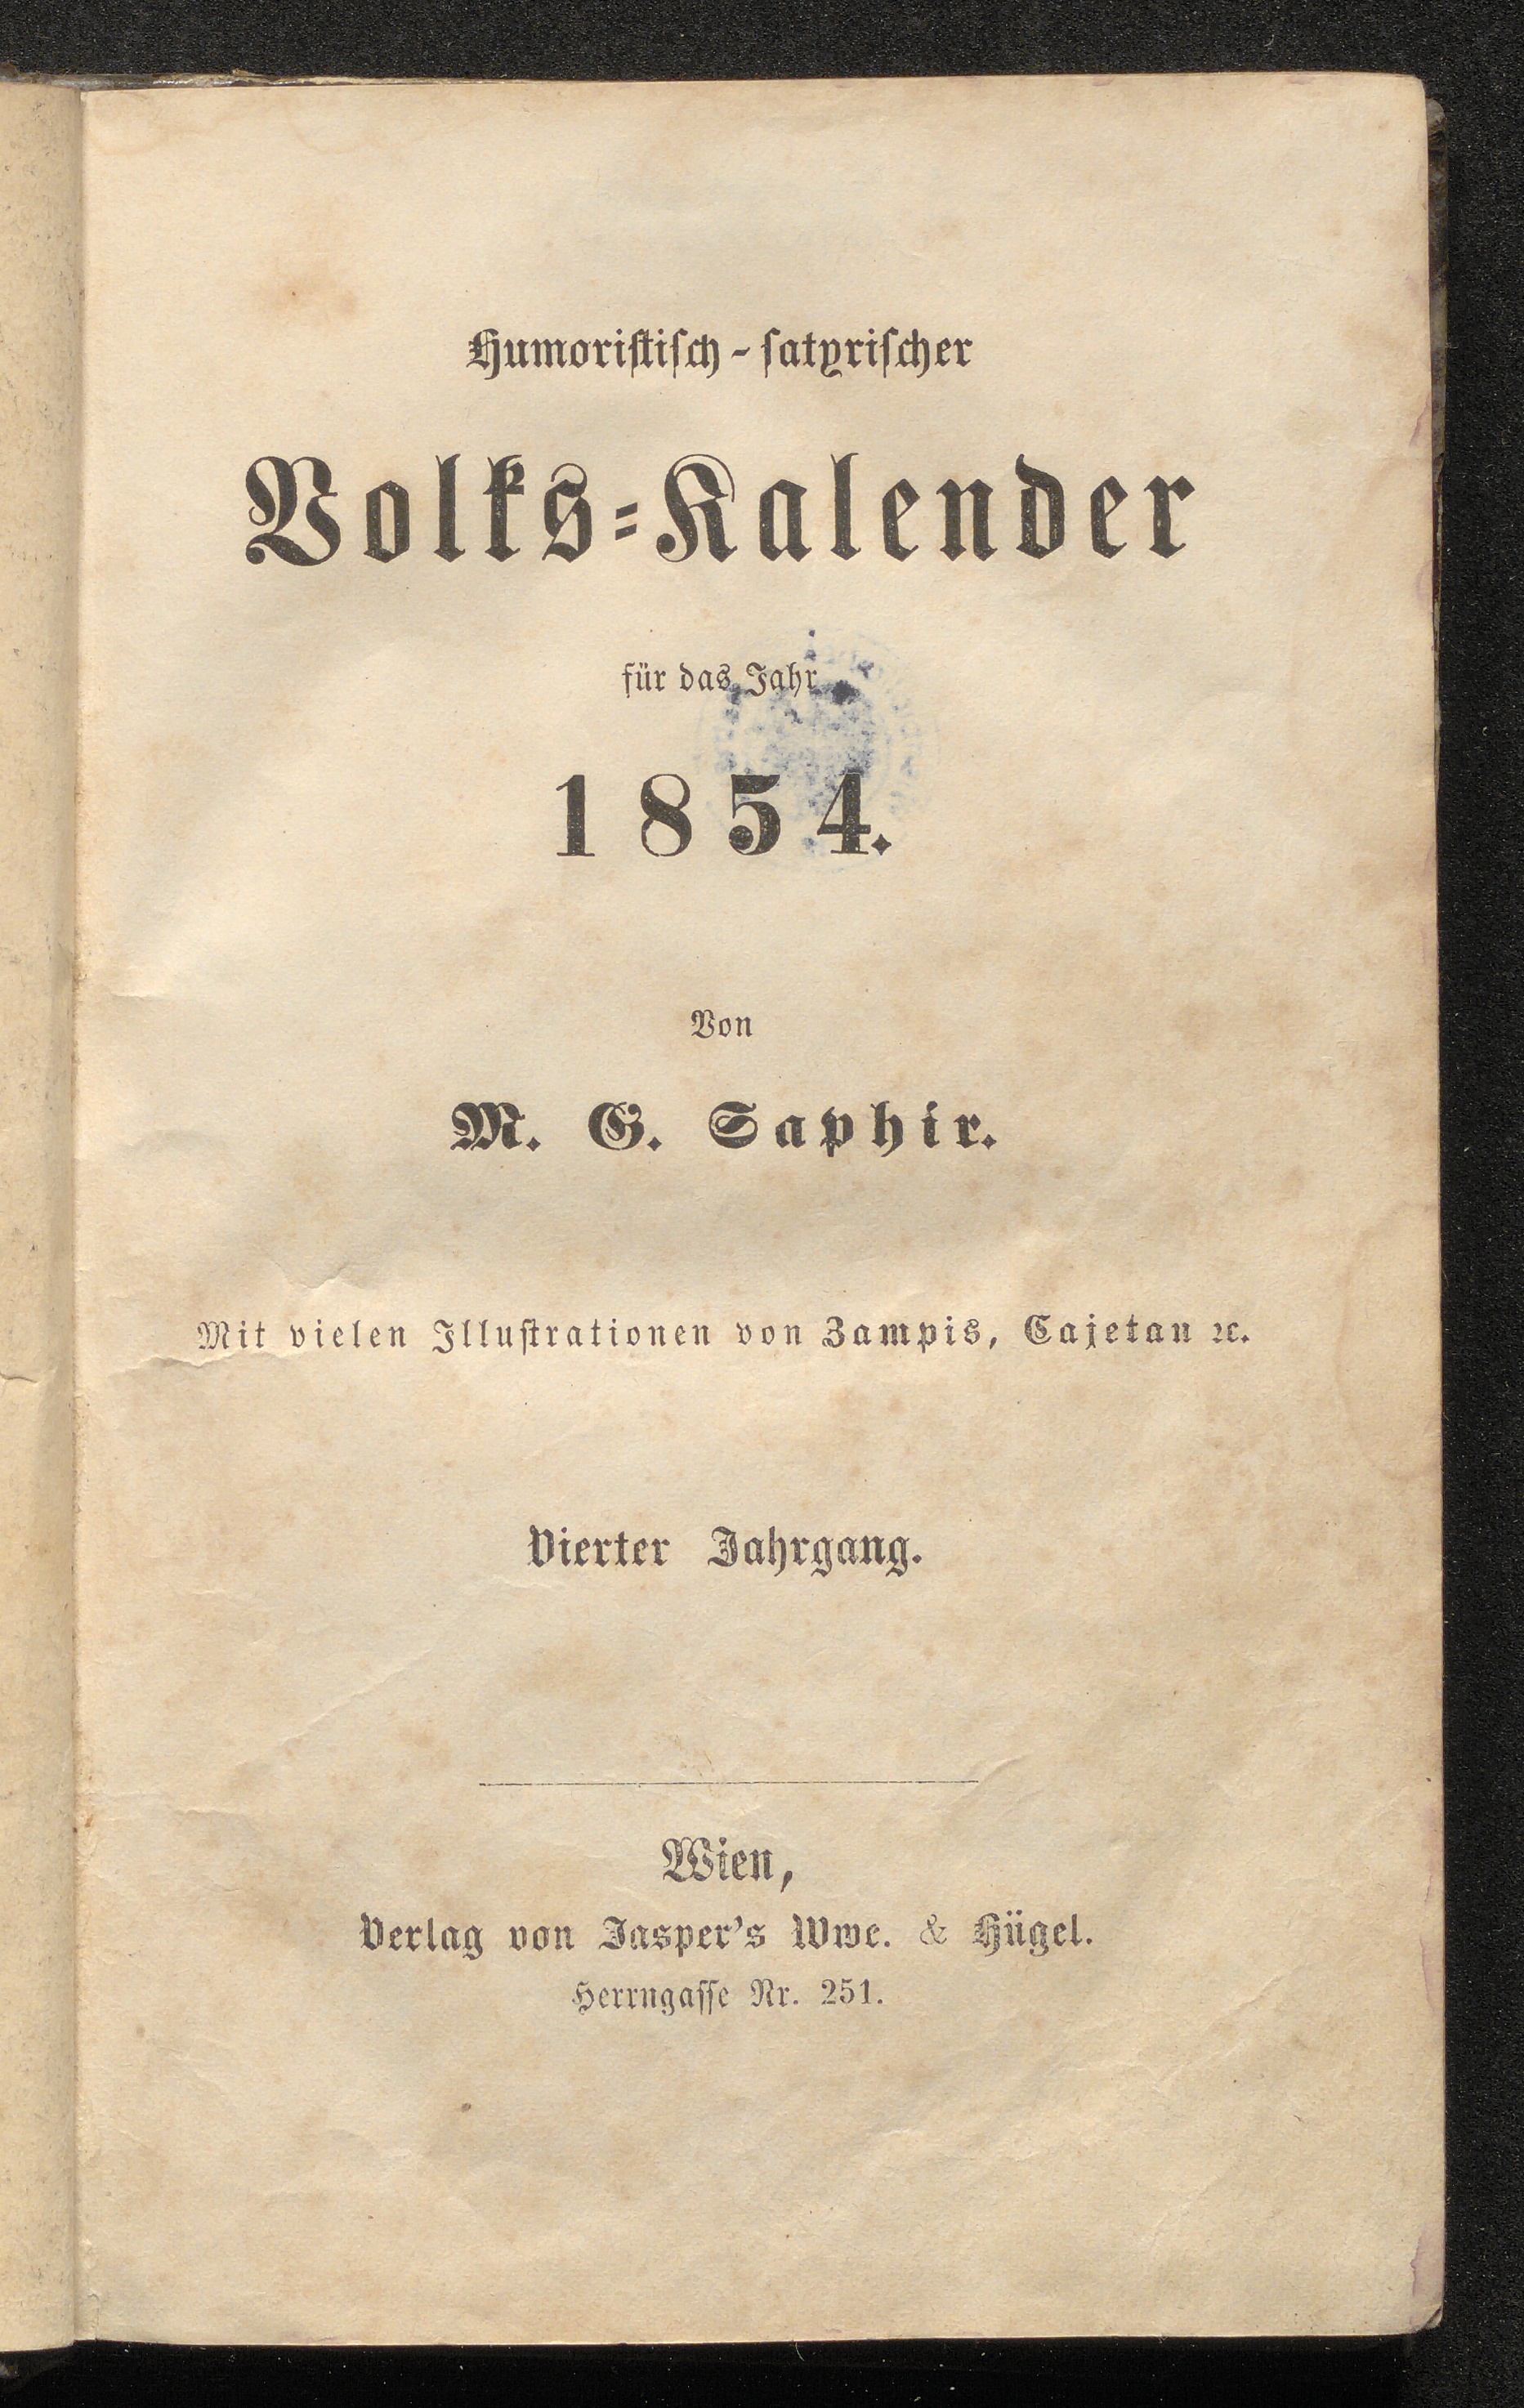 Humoriſtiſch-ſatyriſcher
Volks-Kalender
für das Jahr
1854.
Von
M. G. Saphir.
Mit vielen Illuſtrationen von Zampis, Cajetan ꝛc.
Vierter Jahrgang.
Wien,
Verlag von Jasper's Wwe. & Hügel.
Herrngaſſe Nr. 251.